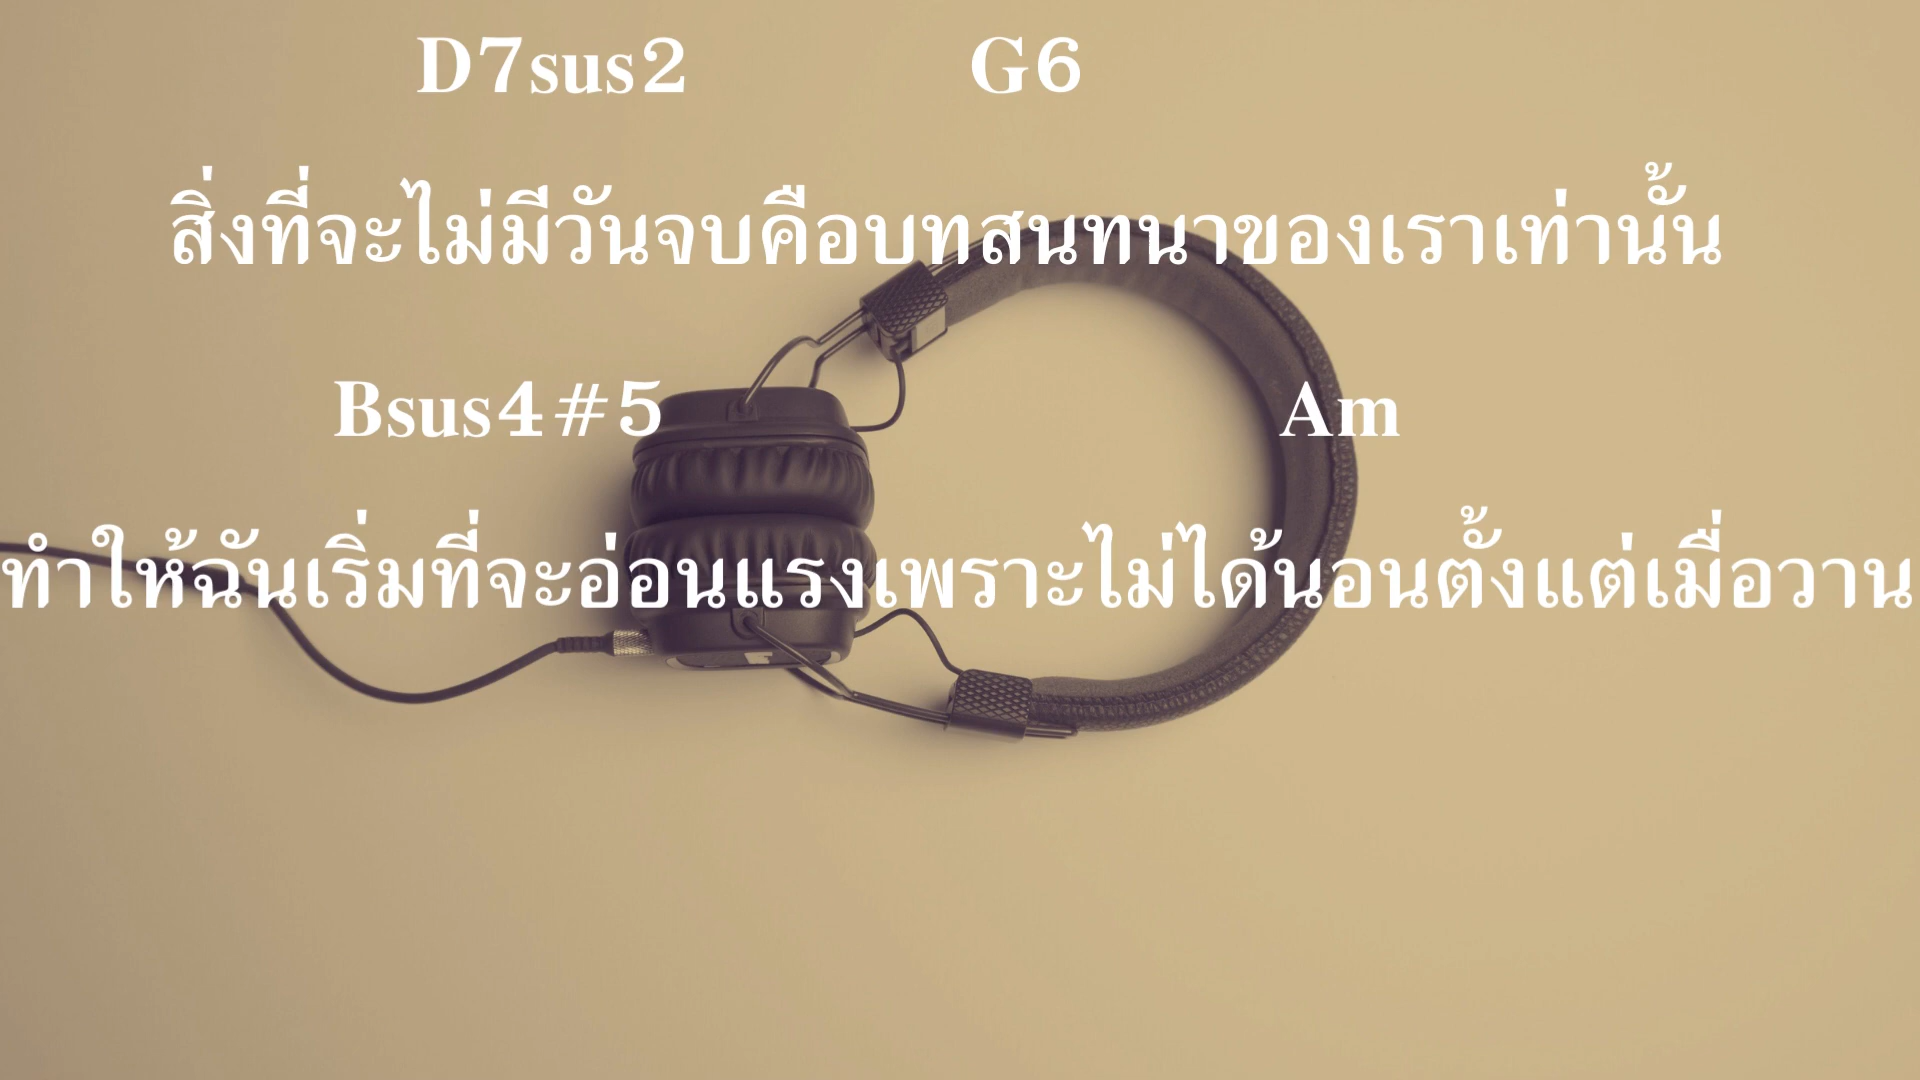 D7sus2 G6
สิ่งที่จะไม่มีวันจบคือบทสนทนาของเราเท่านั้น
Bsus4#5 Am
ทำให้ฉันเริ่มที่จะอ่อนแรงเพราะไม่ได้นอนตั้งแต่เมื่อวาน